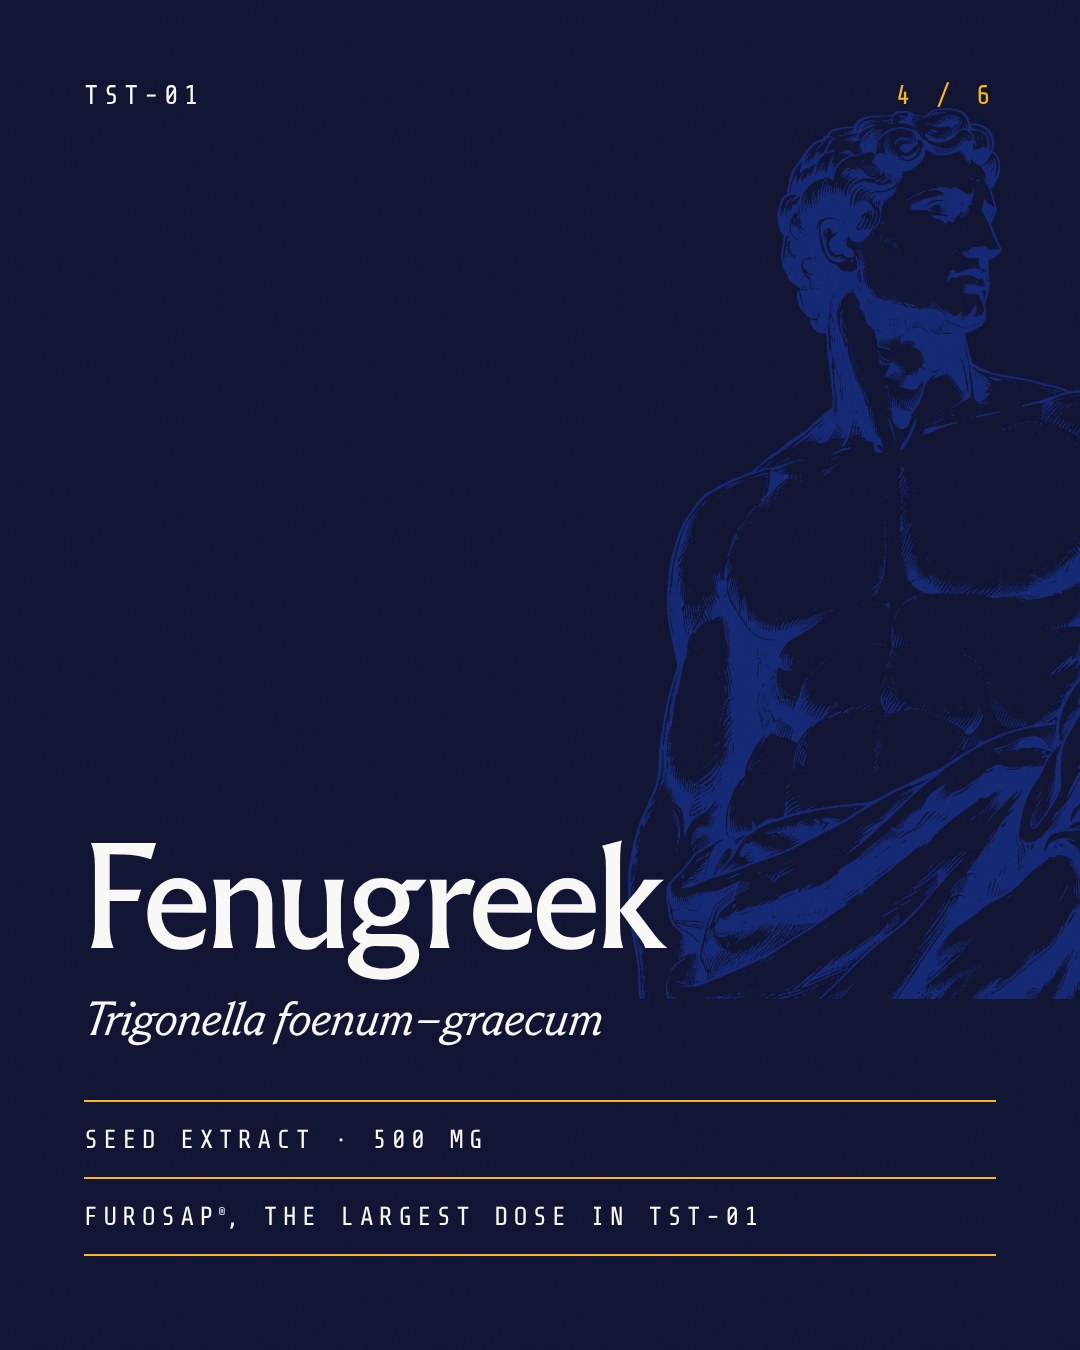 TST-01
4 / 6
Fenugreek
Trigonella foenum–graecum
SEED EXTRACT · 500 MG
FUROSAP®, THE LARGEST DOSE IN TST-01